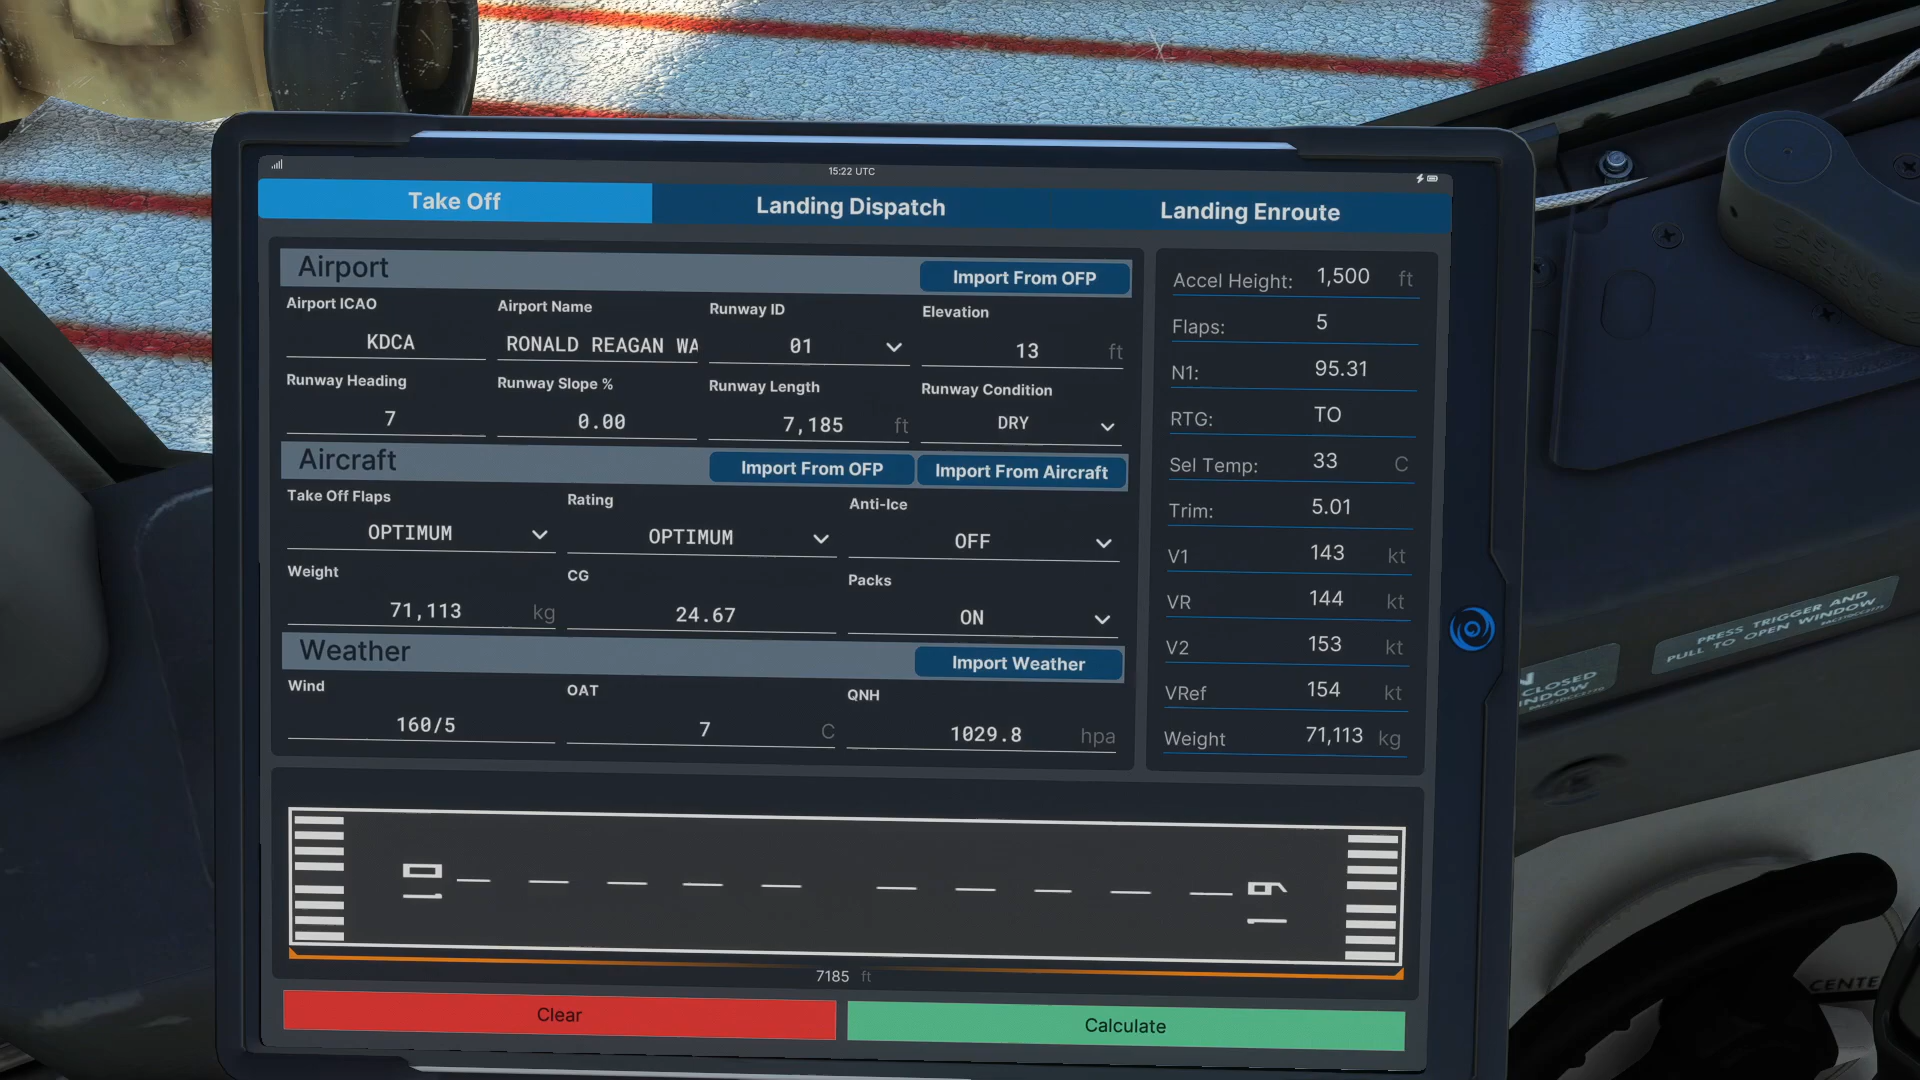 15:22 UTC
Take Off
Landing Dispatch
Landing Enroute
Airport
Import From OFP
Airport ICAO
Airport Name
Runway ID
Elevation
KDCA
RONALD REAGAN WA
01
13 ft
Runway Heading
Runway Slope %
Runway Length
Runway Condition
7
0.00
7,185 ft
DRY
Aircraft
Import From OFP
Import From Aircraft
Take Off Flaps
Rating
Anti-Ice
OPTIMUM
OPTIMUM
OFF
Weight
CG
Packs
71,113 kg
24.67
ON
Weather
Import Weather
Wind
OAT
QNH
160/5
7 C
1029.8 hpa
Accel Height: 1,500 ft
Flaps: 5
N1: 95.31
RTG: TO
Sel Temp: 33 C
Trim: 5.01
V1 143 kt
VR 144 kt
V2 153 kt
VRef 154 kt
Weight 71,113 kg
01
19
7185 ft
Clear
Calculate
PRESS TRIGGER AND
PULL TO OPEN WINDOW
CLOSED
CENTE